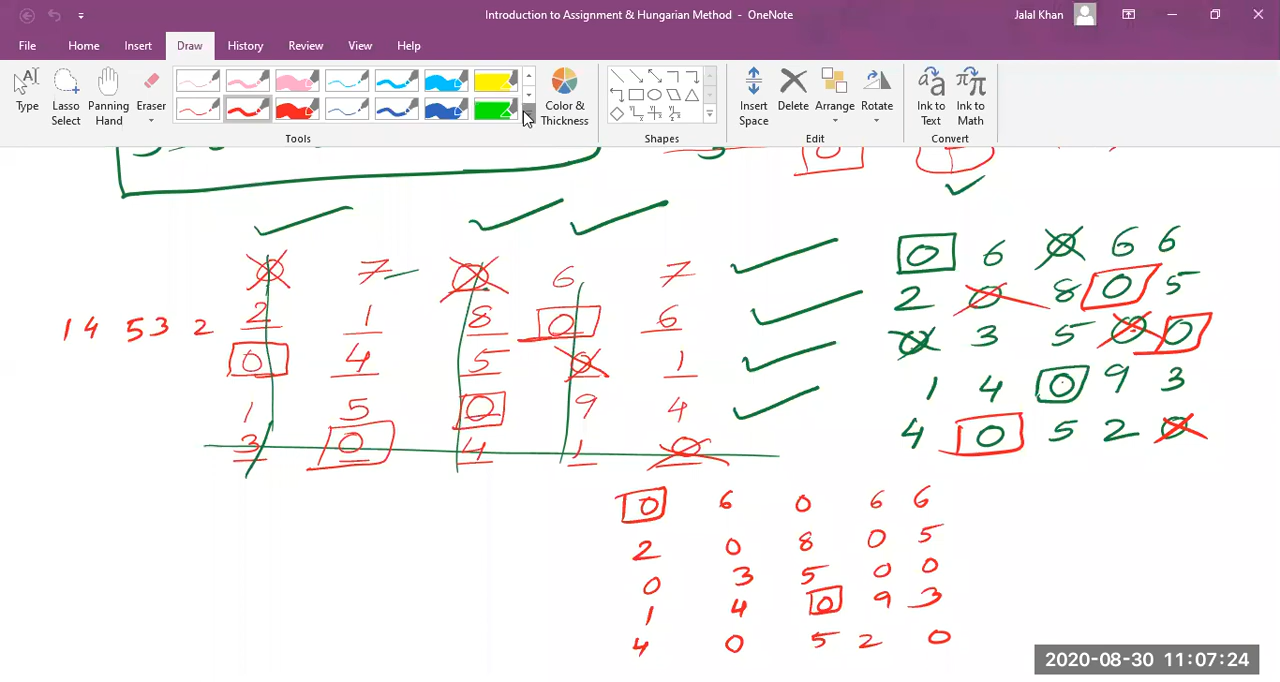 Introduction to Assignment & Hungarian Method - OneNote
Jalal Khan
File Home Insert Draw History Review View Help
Type
Lasso Select
Panning Hand
Eraser
Color & Thickness
Insert Space
Delete
Arrange
Rotate
Ink to Text
Ink to Math
Tools
Shapes
Edit
Convert
0 7 0 6 7
2 1 8 0 6
0 4 5 0 1
1 5 0 9 4
3 0 4 1 0
14 53 2
0 6 0 6 6
2 0 8 0 5
0 3 5 0 0
1 4 0 9 3
4 0 5 2 0
0 6 0 6 6
2 0 8 0 5
0 3 5 0 0
1 4 0 9 3
4 0 5 2 0
2020-08-30 11:07:24